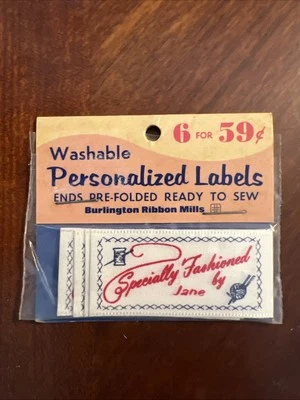 6 FOR 59¢
Washable
Personalized Labels
ENDS PRE-FOLDED READY TO SEW
Burlington Ribbon Mills
Specially Fashioned
by
Jane